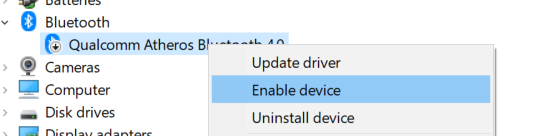 Batteries
Bluetooth
Qualcomm Atheros Bluetooth 4.0
Update driver
Cameras
Enable device
Computer
Uninstall device
Disk drives
Display adapters